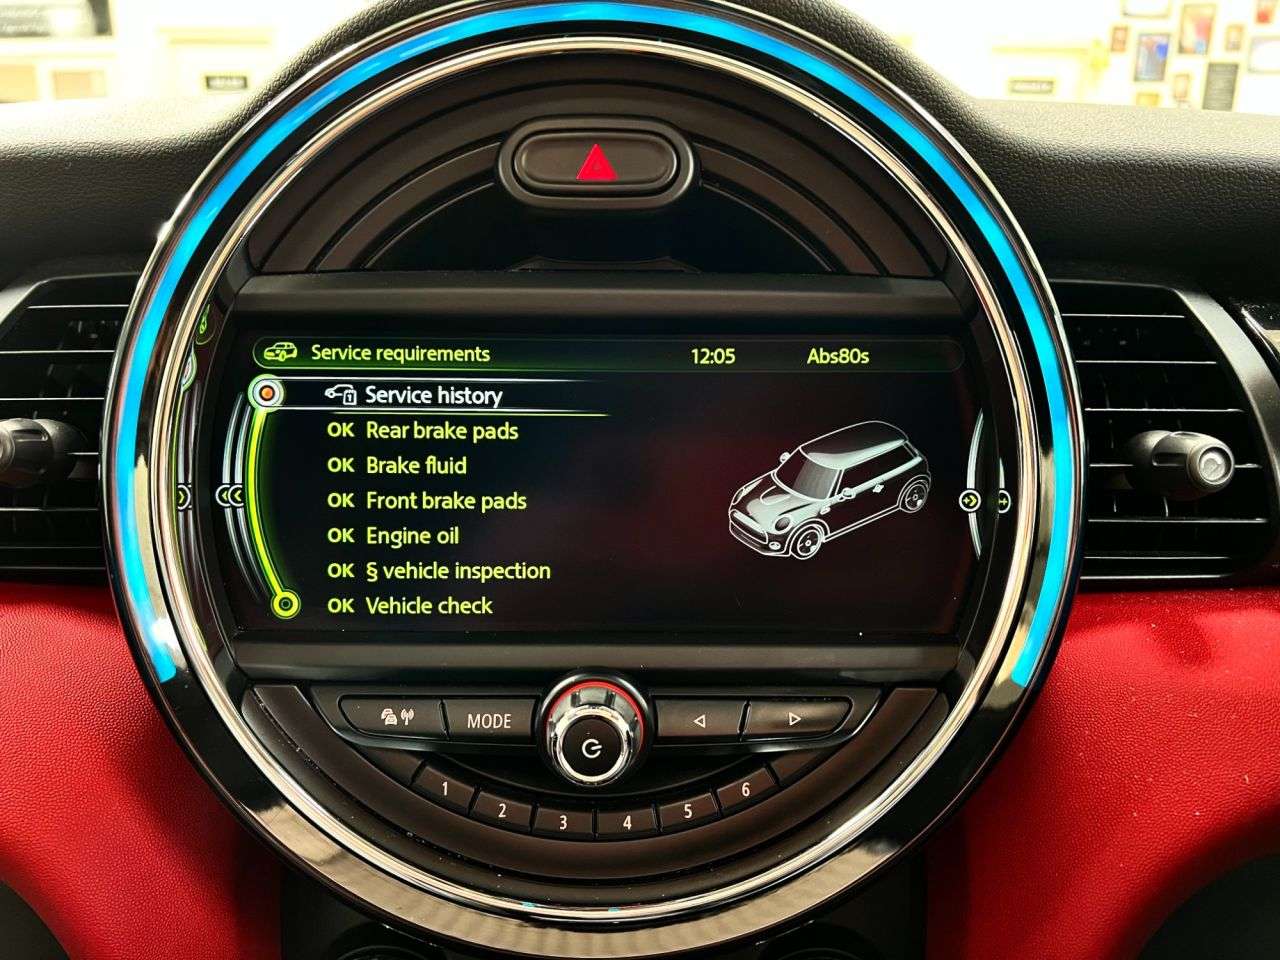 Service requirements 12:05 Abs80s
Service history
OK Rear brake pads
OK Brake fluid
OK Front brake pads
OK Engine oil
OK § vehicle inspection
OK Vehicle check
MODE
1 2 3 4 5 6